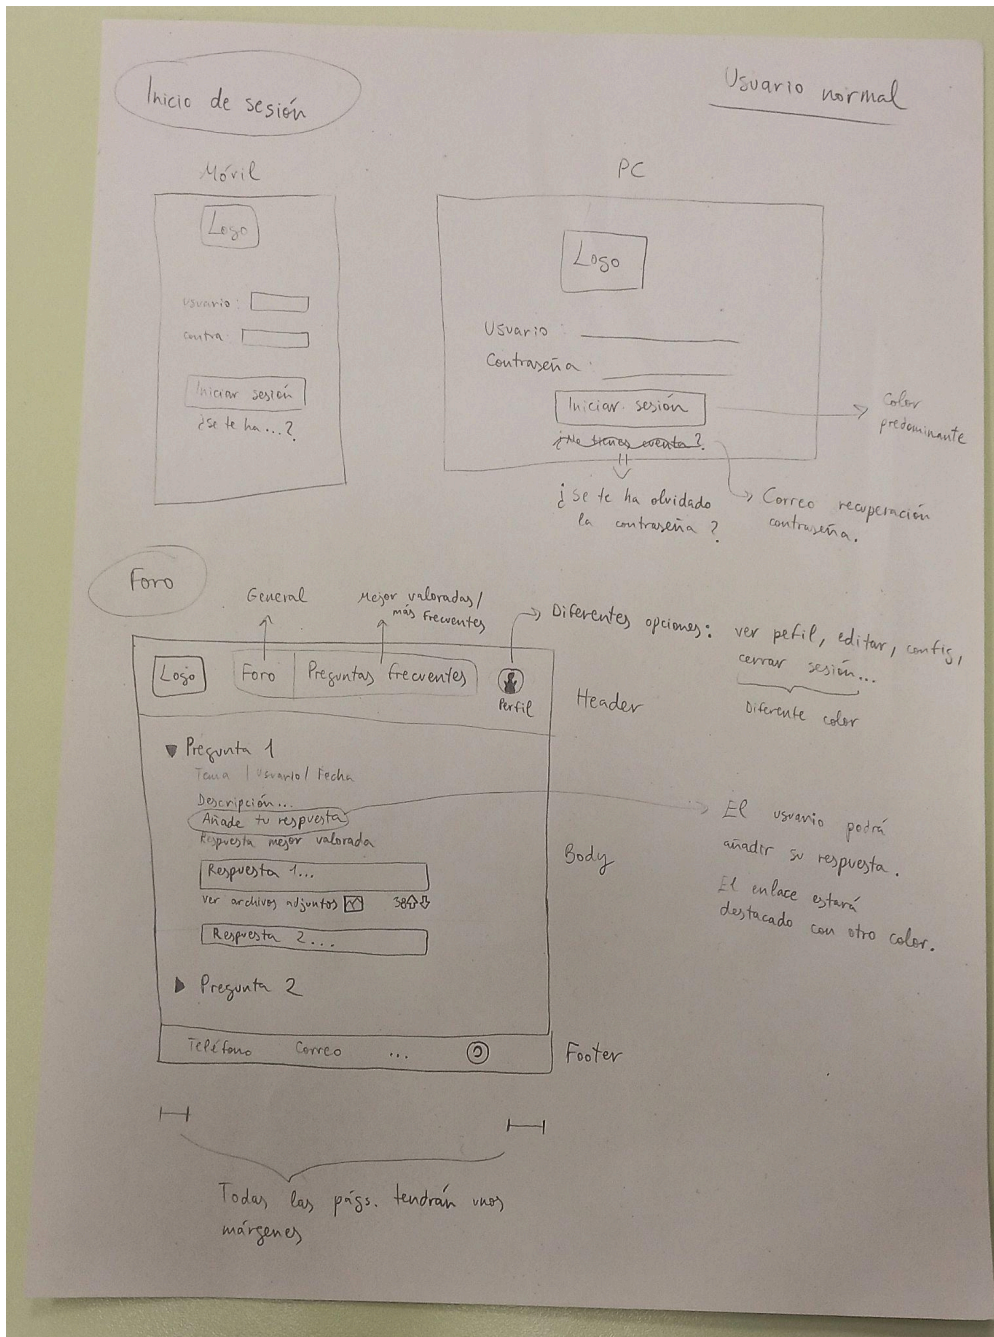 Inicio de sesión
Usuario normal
Móvil
PC
Logo
Logo
usuario:
contra:
Iniciar sesión
¿se te ha...?
Usuario:
Contraseña:
Iniciar sesión
¿No tienes cuenta?
Color
predominante
¿Se te ha olvidado
la contraseña?
Correo recuperación
contraseña.
Foro
General
Mejor valoradas/
más frecuentes
Diferentes opciones: ver pefil, editar, config,
cerrar sesión...
Diferente color
Logo
Foro
Preguntas frecuentes
Perfil
Header
Pregunta 1
Tema / Usuario / Fecha
Descripción...
Añade tu respuesta
Respuesta mejor valorada
Respuesta 1...
ver archivos adjuntos
38
Respuesta 2...
Pregunta 2
Body
El usuario podrá
añadir su respuesta.
El enlace estará
destacado con otro color.
Teléfono
Correo
...
Footer
Todas las págs. tendrán unos
márgenes